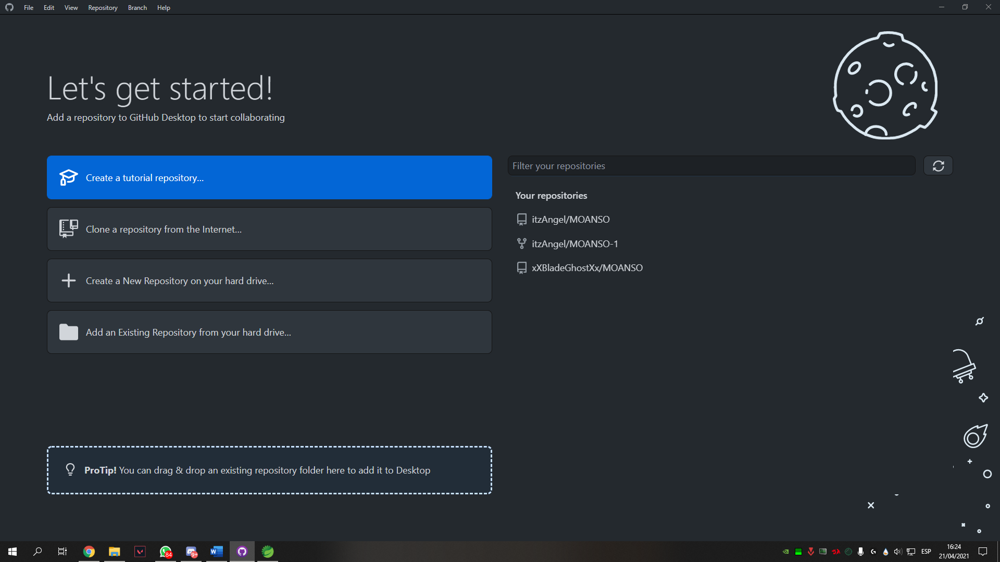 File Edit View Repository Branch Help
Let's get started!
Add a repository to GitHub Desktop to start collaborating
Create a tutorial repository...
Clone a repository from the Internet...
Create a New Repository on your hard drive...
Add an Existing Repository from your hard drive...
Filter your repositories
Your repositories
itzAngel/MOANSO
itzAngel/MOANSO-1
xXBladeGhostXx/MOANSO
ProTip! You can drag & drop an existing repository folder here to add it to Desktop
84
9+
W
ESP
16:24
21/04/2021